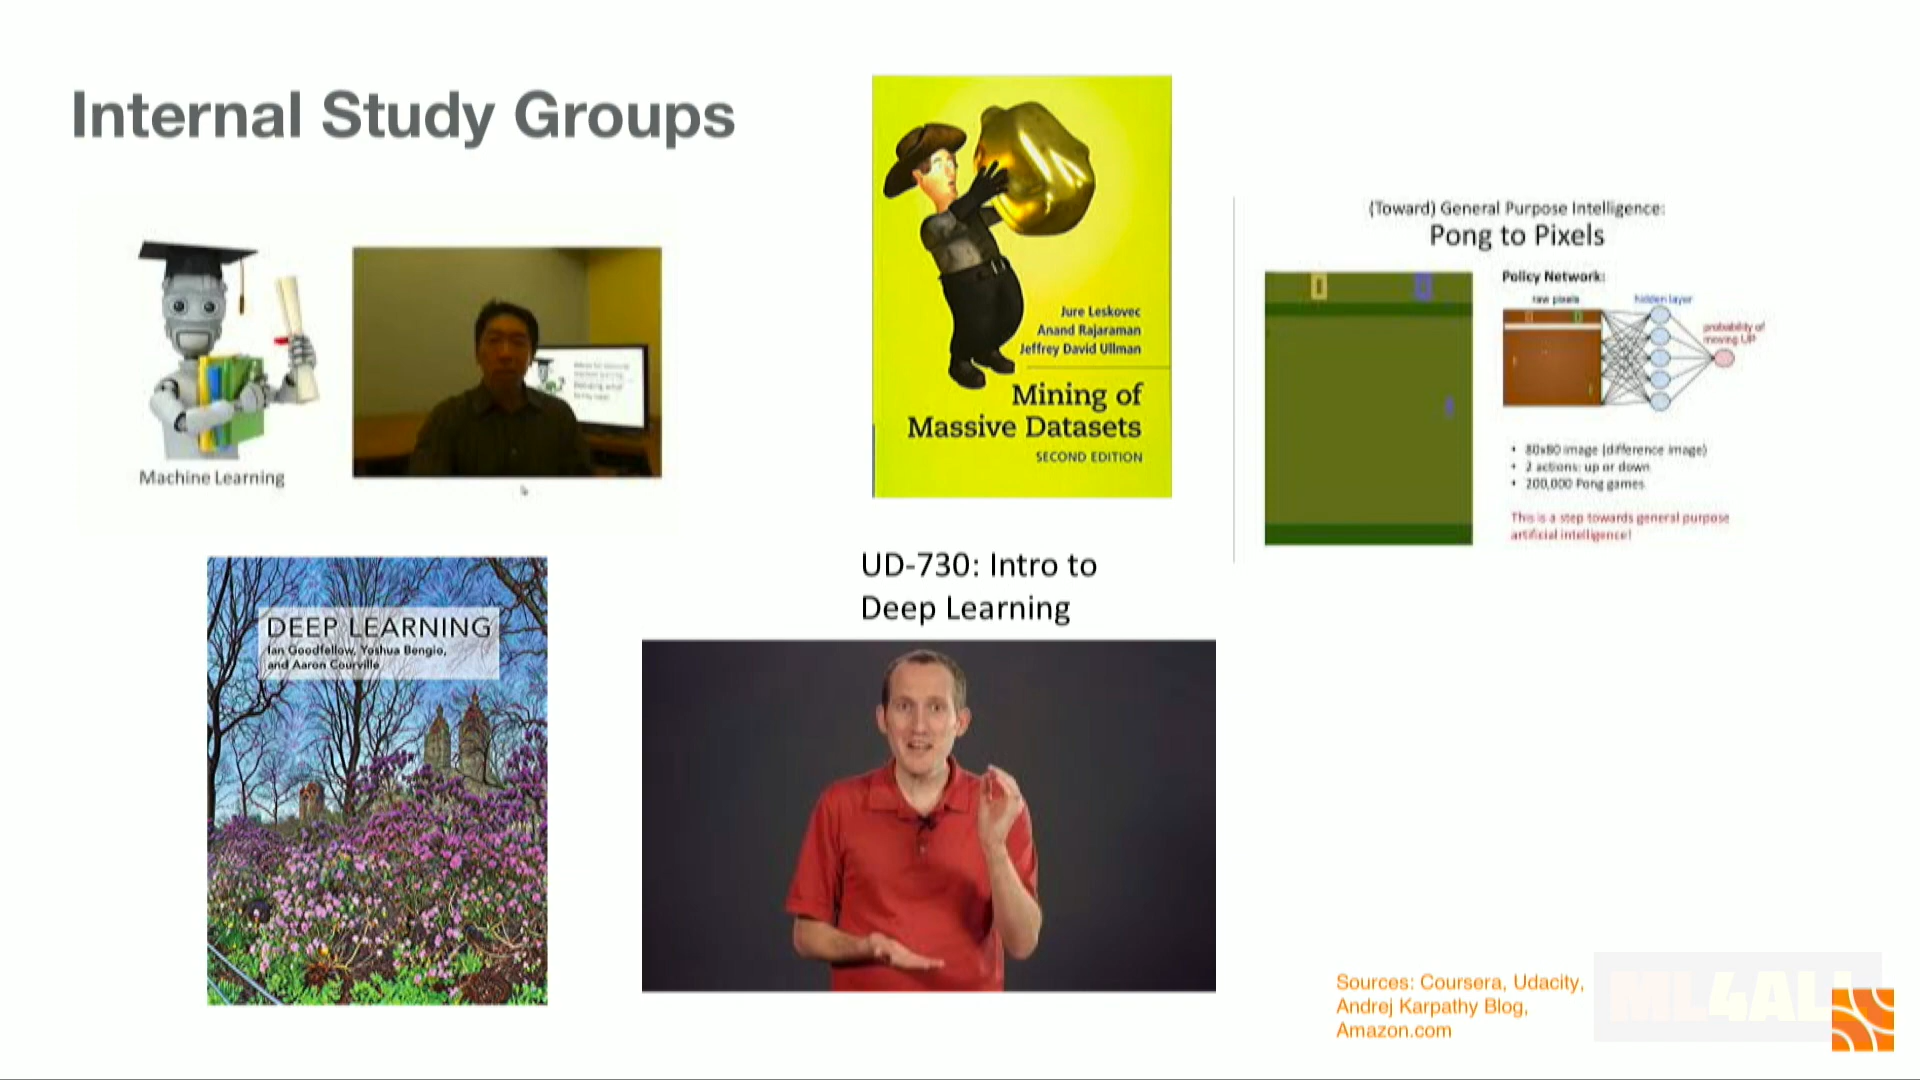 Internal Study Groups
Machine Learning
Jure Leskovec
Anand Rajaraman
Jeffrey David Ullman
Mining of
Massive Datasets
SECOND EDITION
(Toward) General Purpose Intelligence:
Pong to Pixels
Policy Network:
raw pixels
hidden layer
probability of
moving UP
• 80x80 image (difference image)
• 2 actions: up or down
• 200,000 Pong games
This is a step towards general purpose
artificial intelligence!
DEEP LEARNING
Ian Goodfellow, Yoshua Bengio,
and Aaron Courville
UD-730: Intro to
Deep Learning
Sources: Coursera, Udacity,
Andrej Karpathy Blog,
Amazon.com